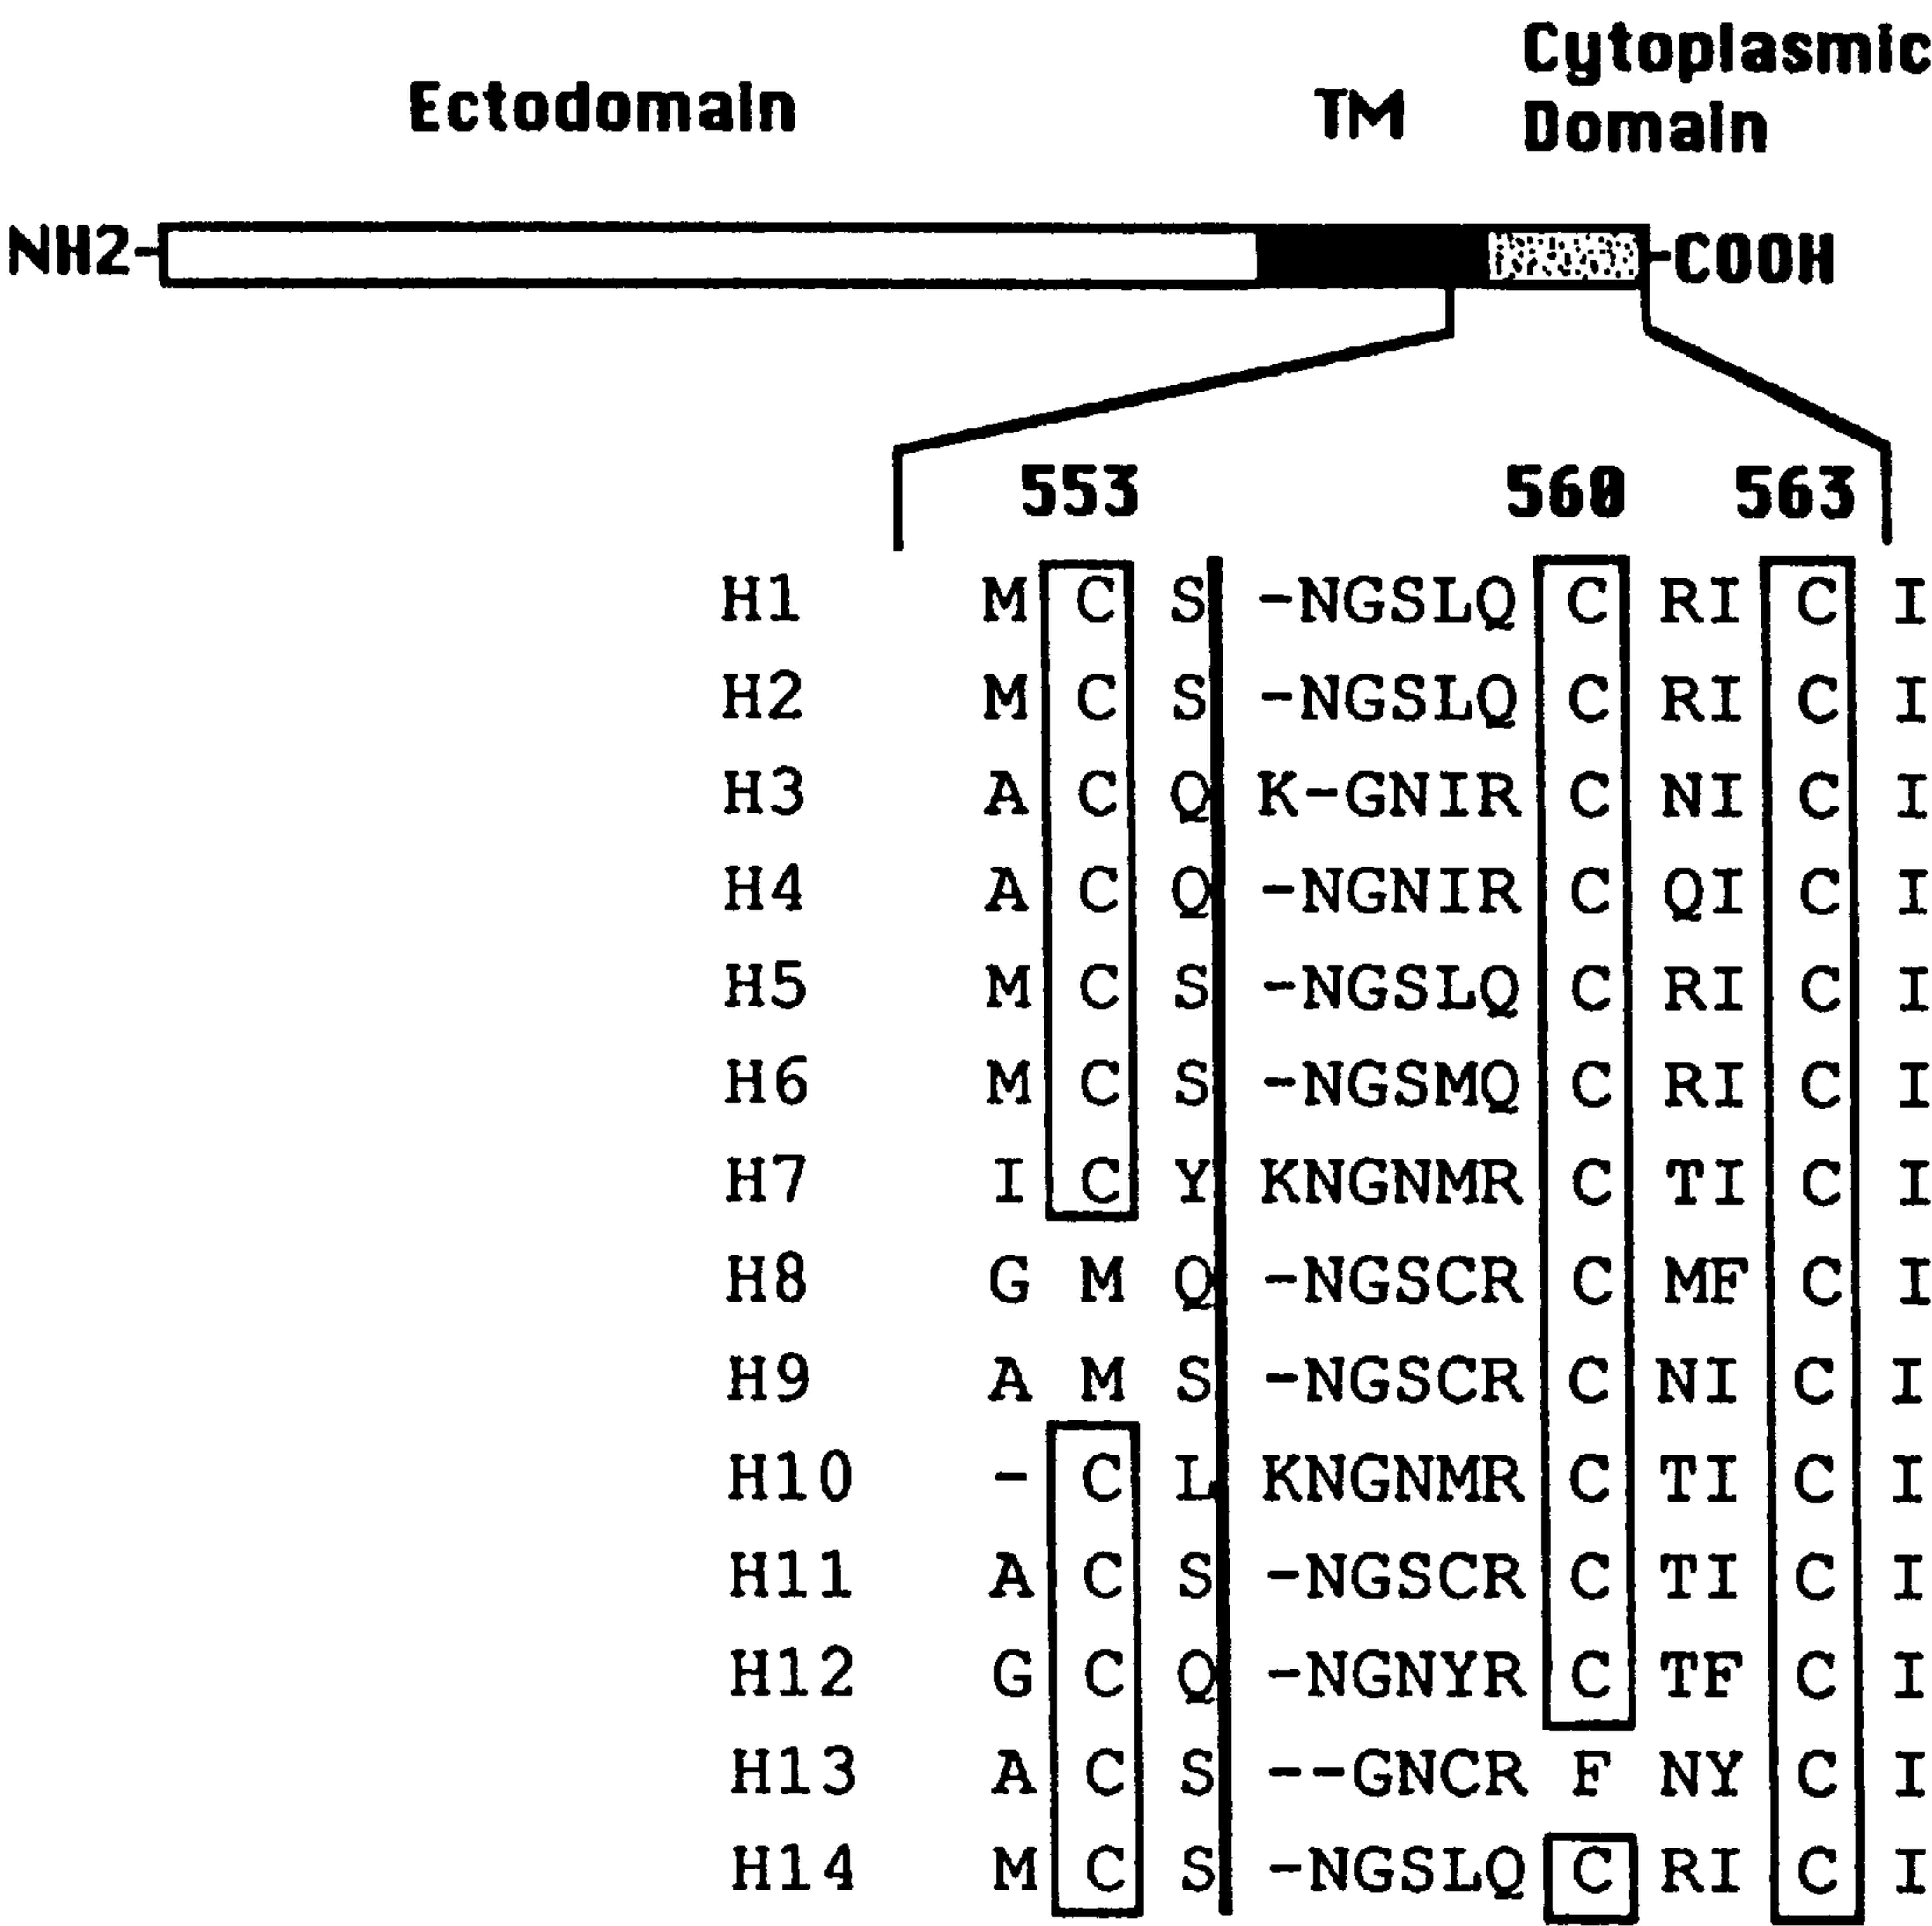 Ectodomain TM Cytoplasmic Domain
NH2- -COOH
553 560 563
H1 M C S -NGSLQ C RI C I
H2 M C S -NGSLQ C RI C I
H3 A C Q K-GNIR C NI C I
H4 A C Q -NGNIR C QI C I
H5 M C S -NGSLQ C RI C I
H6 M C S -NGSMQ C RI C I
H7 I C Y KNGNMR C TI C I
H8 G M Q -NGSCR C MF C I
H9 A M S -NGSCR C NI C I
H10 - C L KNGNMR C TI C I
H11 A C S -NGSCR C TI C I
H12 G C Q -NGNYR C TF C I
H13 A C S --GNCR F NY C I
H14 M C S -NGSLQ C RI C I